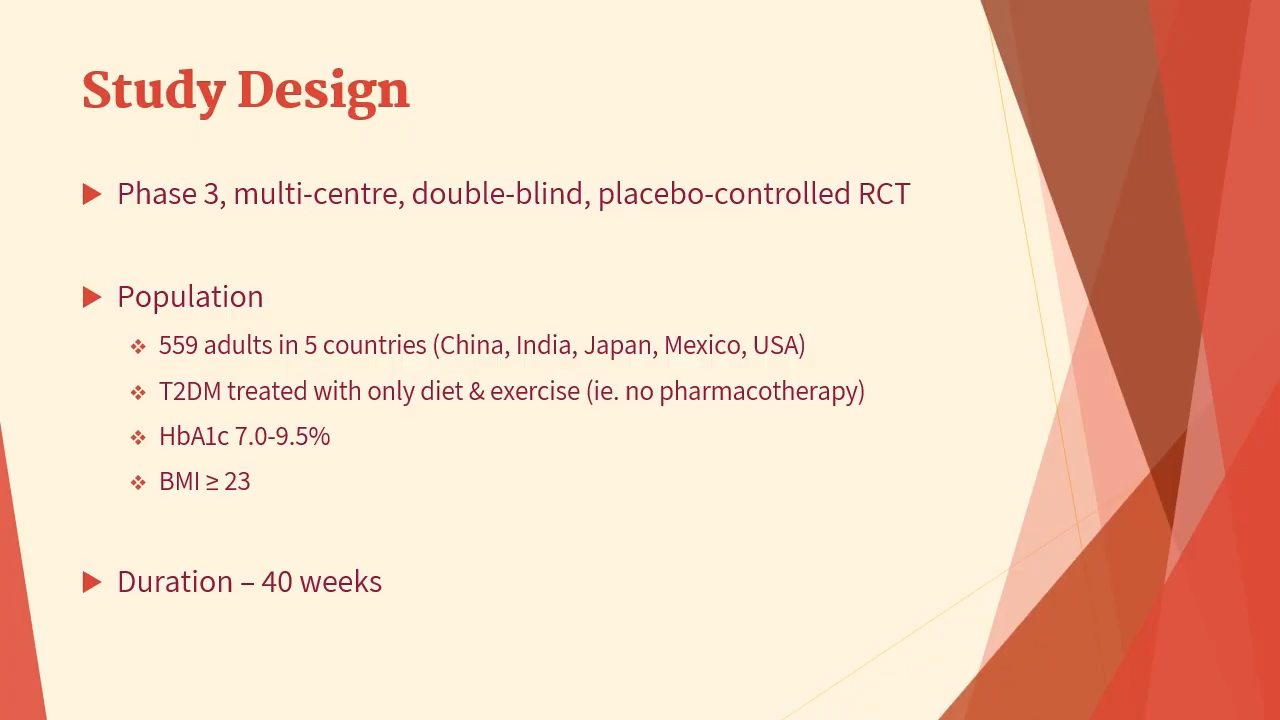 Study Design
Phase 3, multi-centre, double-blind, placebo-controlled RCT
Population
559 adults in 5 countries (China, India, Japan, Mexico, USA)
T2DM treated with only diet & exercise (ie. no pharmacotherapy)
HbA1c 7.0-9.5%
BMI ≥ 23
Duration – 40 weeks